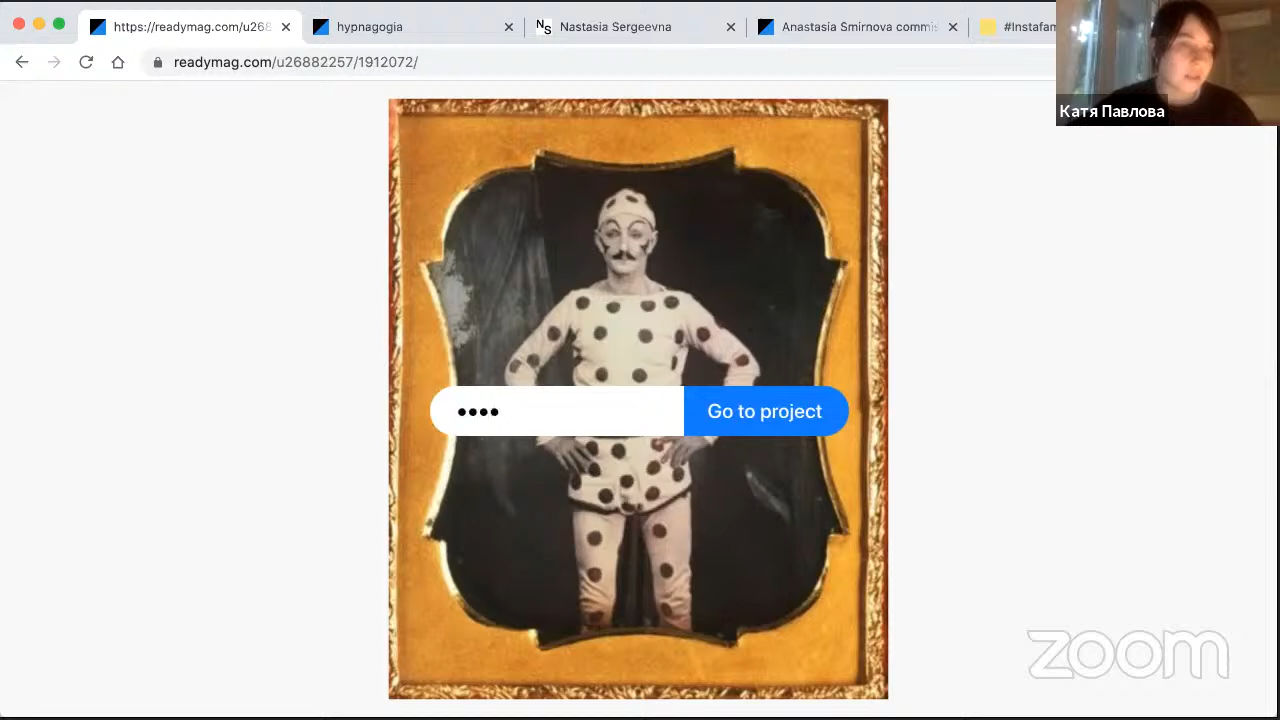 https://readymag.com/u268
hypnagogia
N
S
Nastasia Sergeevna
Anastasia Smirnova commi
#Instafam
readymag.com/u26882257/1912072/
Катя Павлова
••••
Go to project
zoom